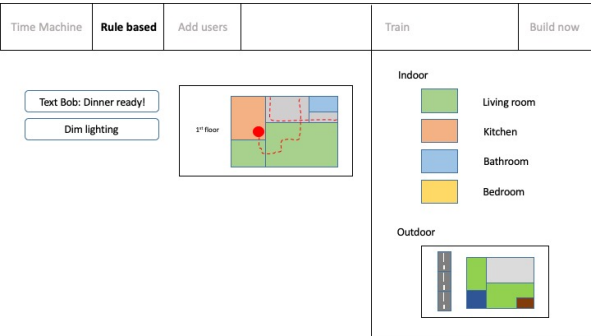 Time Machine
Rule based
Add users
Train
Build now
Text Bob: Dinner ready!
Dim lighting
1st floor
Indoor
Living room
Kitchen
Bathroom
Bedroom
Outdoor